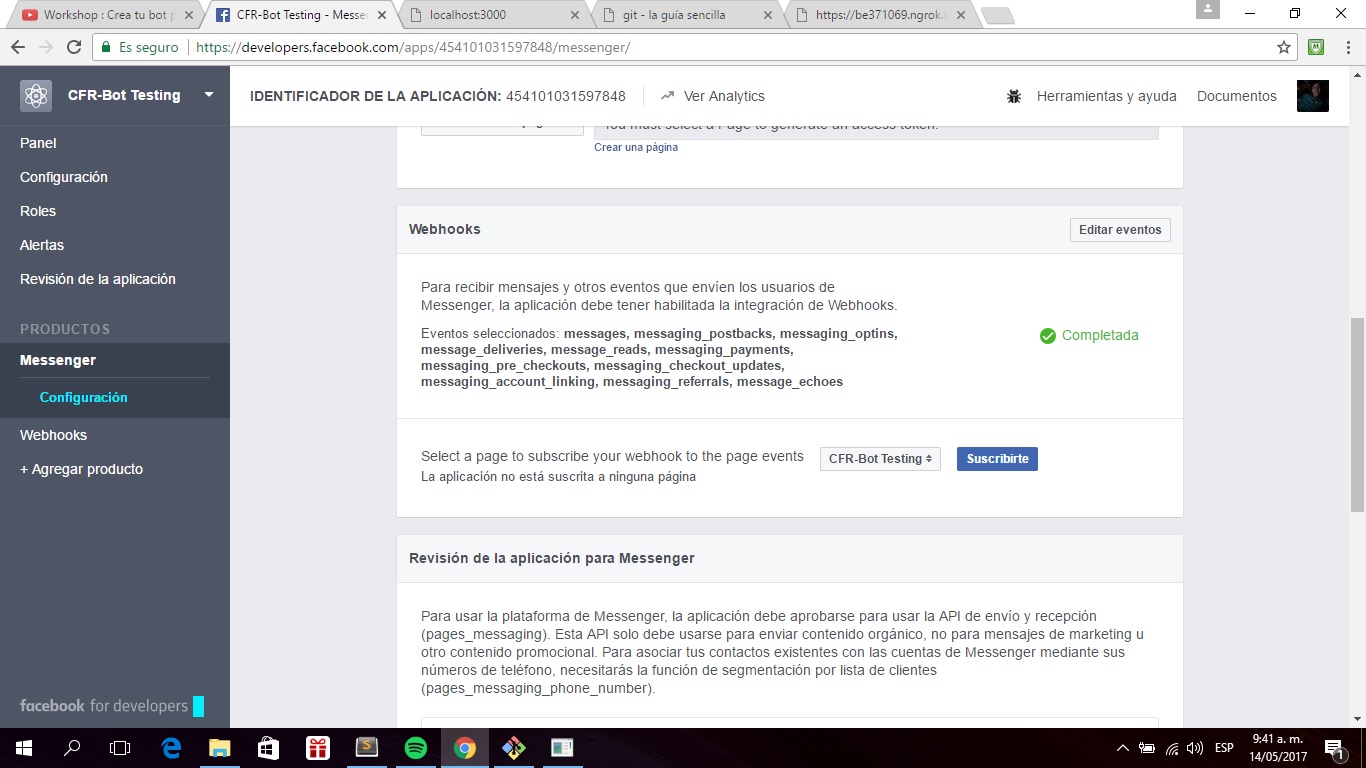 Workshop : Crea tu bot p
CFR-Bot Testing - Messen
localhost:3000
git - la guía sencilla
https://be371069.ngrok.i
Es seguro
https://developers.facebook.com/apps/454101031597848/messenger/
CFR-Bot Testing
IDENTIFICADOR DE LA APLICACIÓN: 454101031597848
Ver Analytics
Herramientas y ayuda
Documentos
Panel
Configuración
Roles
Alertas
Revisión de la aplicación
PRODUCTOS
Messenger
Configuración
Webhooks
+ Agregar producto
facebook for developers
You must select a Page to generate an access token.
Crear una página
Webhooks
Editar eventos
Para recibir mensajes y otros eventos que envíen los usuarios de
Messenger, la aplicación debe tener habilitada la integración de Webhooks.
Eventos seleccionados: messages, messaging_postbacks, messaging_optins,
message_deliveries, message_reads, messaging_payments,
messaging_pre_checkouts, messaging_checkout_updates,
messaging_account_linking, messaging_referrals, message_echoes
Completada
Select a page to subscribe your webhook to the page events
CFR-Bot Testing
Suscribirte
La aplicación no está suscrita a ninguna página
Revisión de la aplicación para Messenger
Para usar la plataforma de Messenger, la aplicación debe aprobarse para usar la API de envío y recepción
(pages_messaging). Esta API solo debe usarse para enviar contenido orgánico, no para mensajes de marketing u
otro contenido promocional. Para asociar tus contactos existentes con las cuentas de Messenger mediante sus
números de teléfono, necesitarás la función de segmentación por lista de clientes
(pages_messaging_phone_number).
ESP
9:41 a. m.
14/05/2017
1